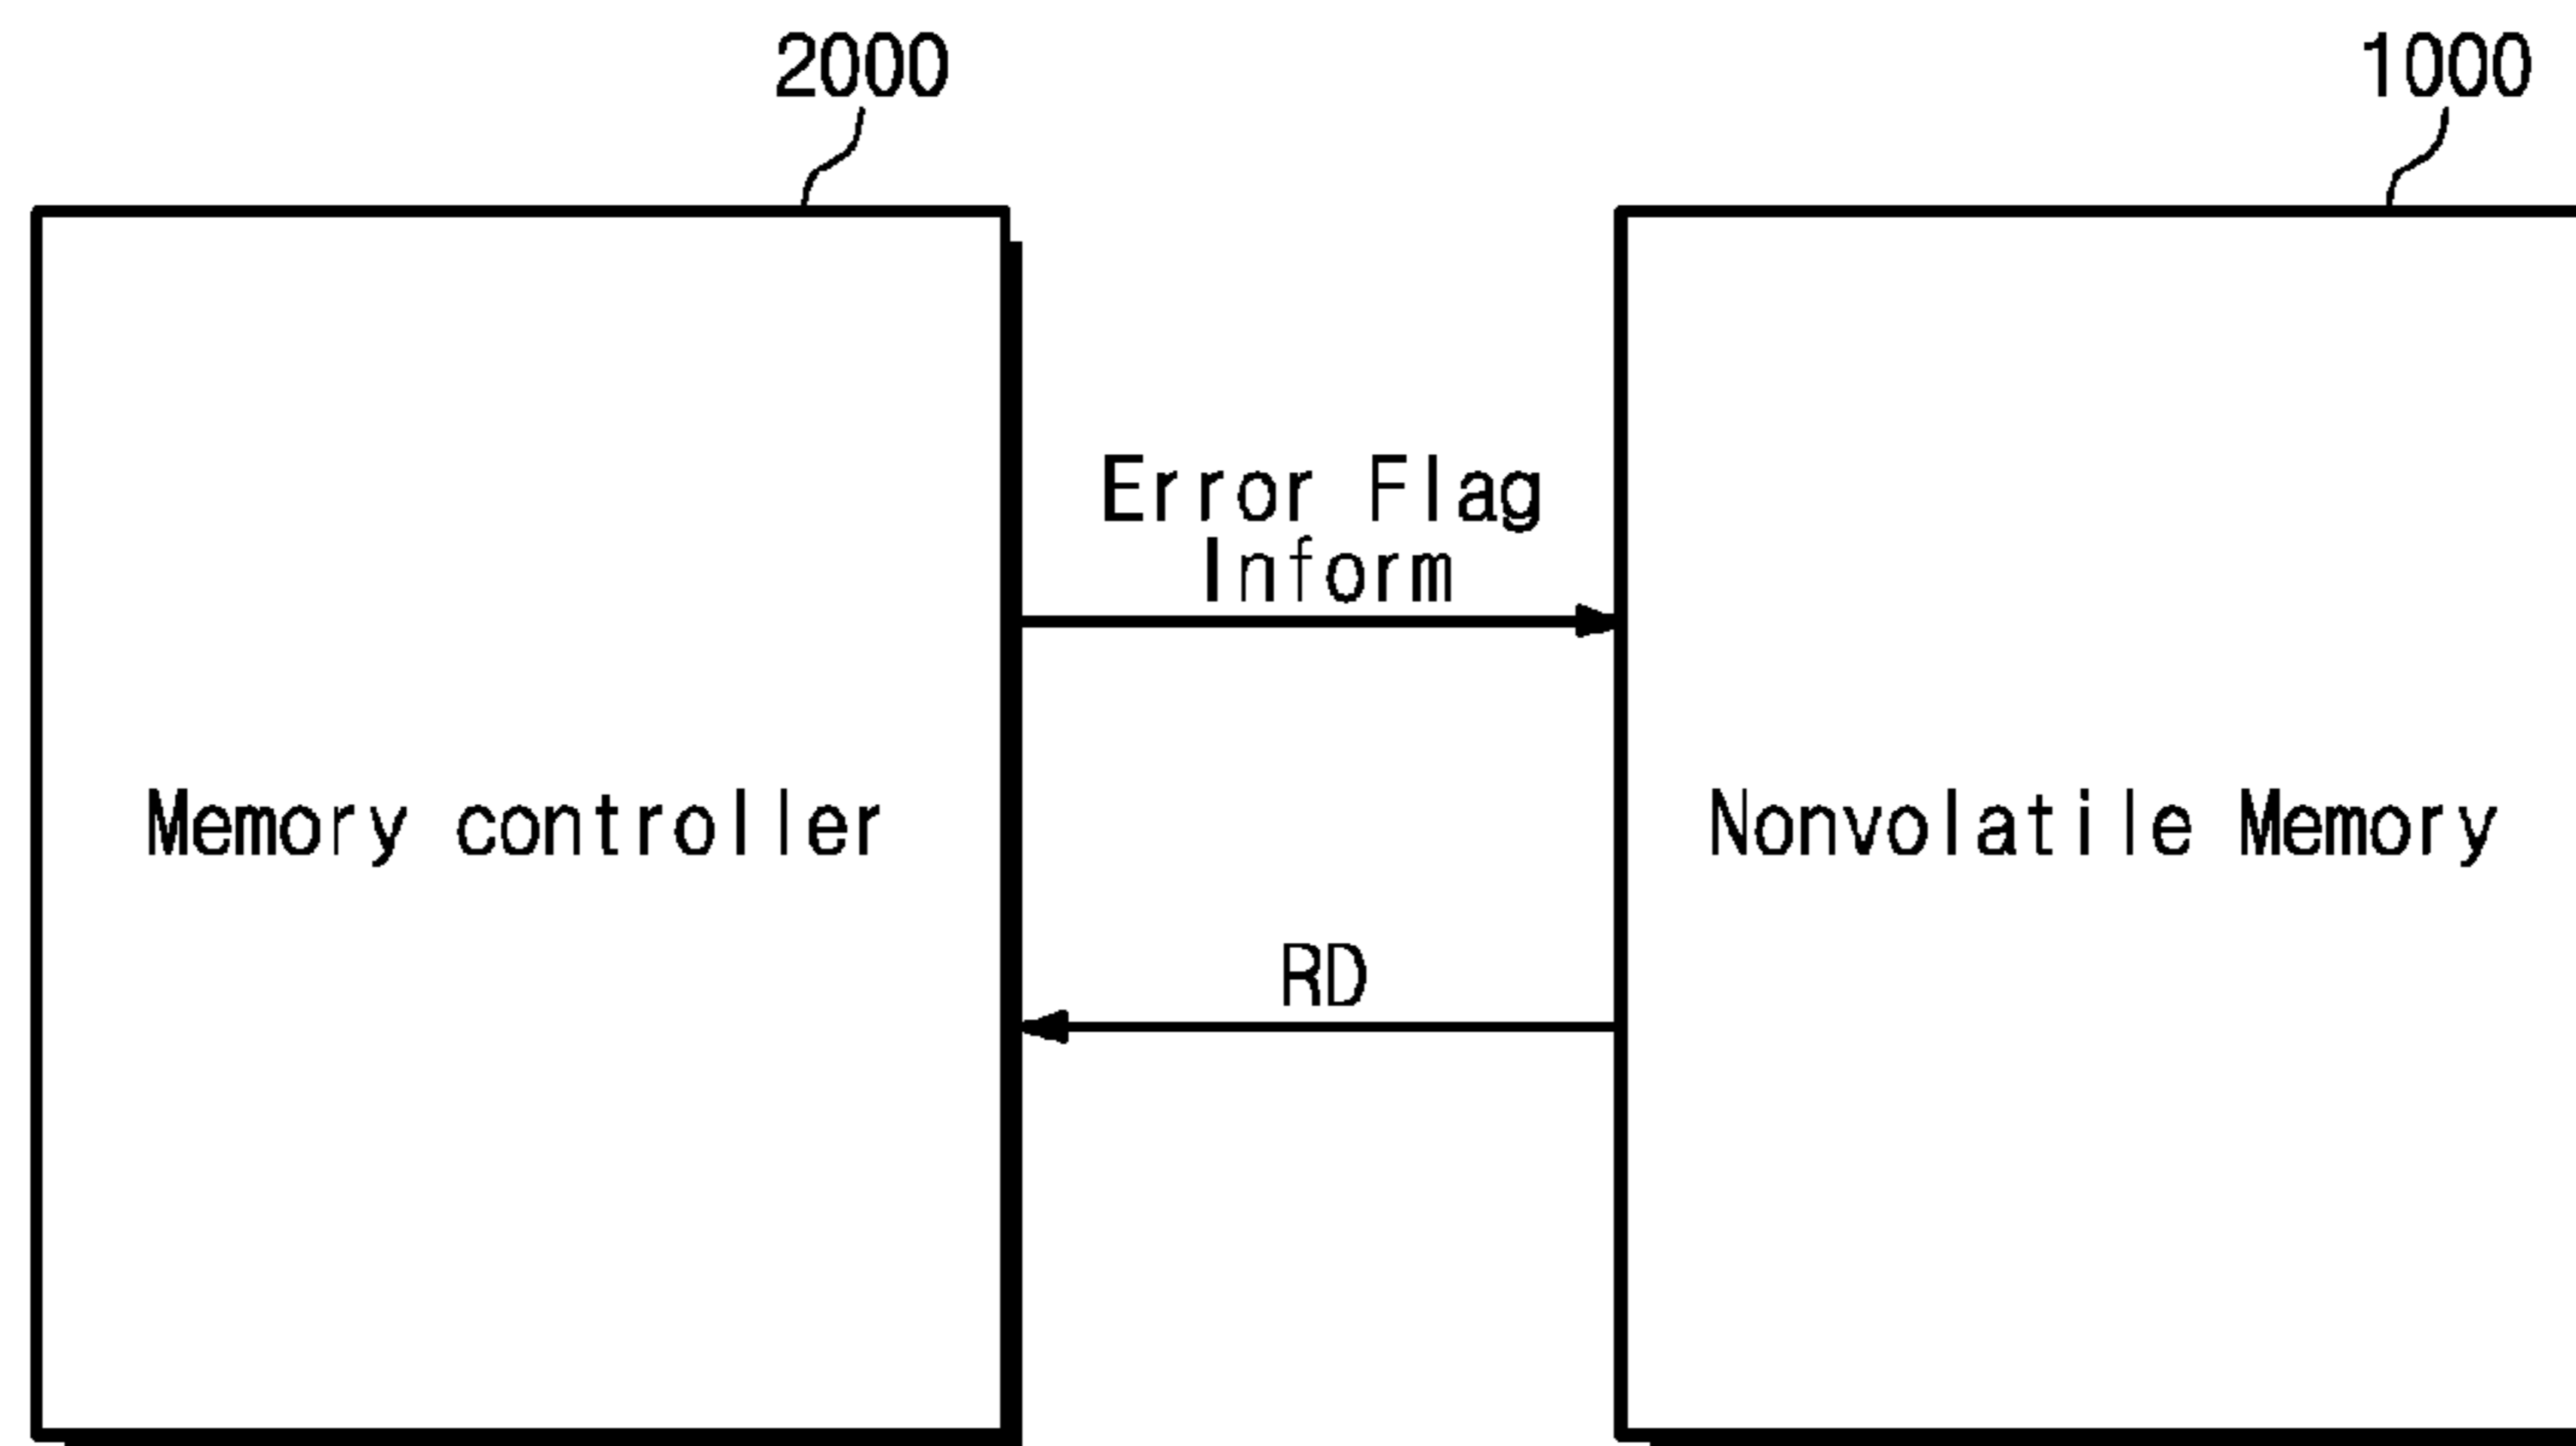 2000
1000
Error Flag
Inform
Memory controller
Nonvolatile Memory
RD